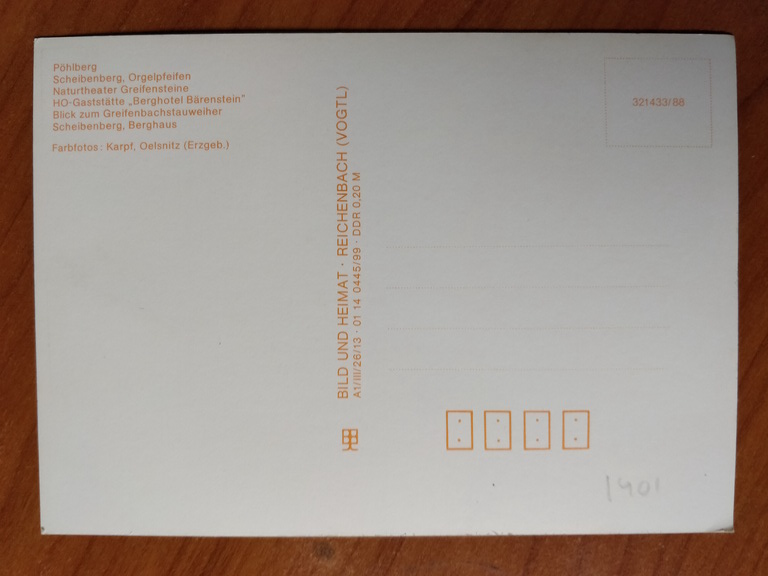 Pöhlberg
Scheibenberg, Orgelpfeifen
Naturtheater Greifensteine
HO-Gaststätte „Berghotel Bärenstein"
Blick zum Greifenbachstauweiher
Scheibenberg, Berghaus
Farbfotos: Karpf, Oelsnitz (Erzgeb.)
BILD UND HEIMAT · REICHENBACH (VOGTL)
A1/III/26/13 · 01 14 0445/99 · DDR 0,20 M
321433/88
1401